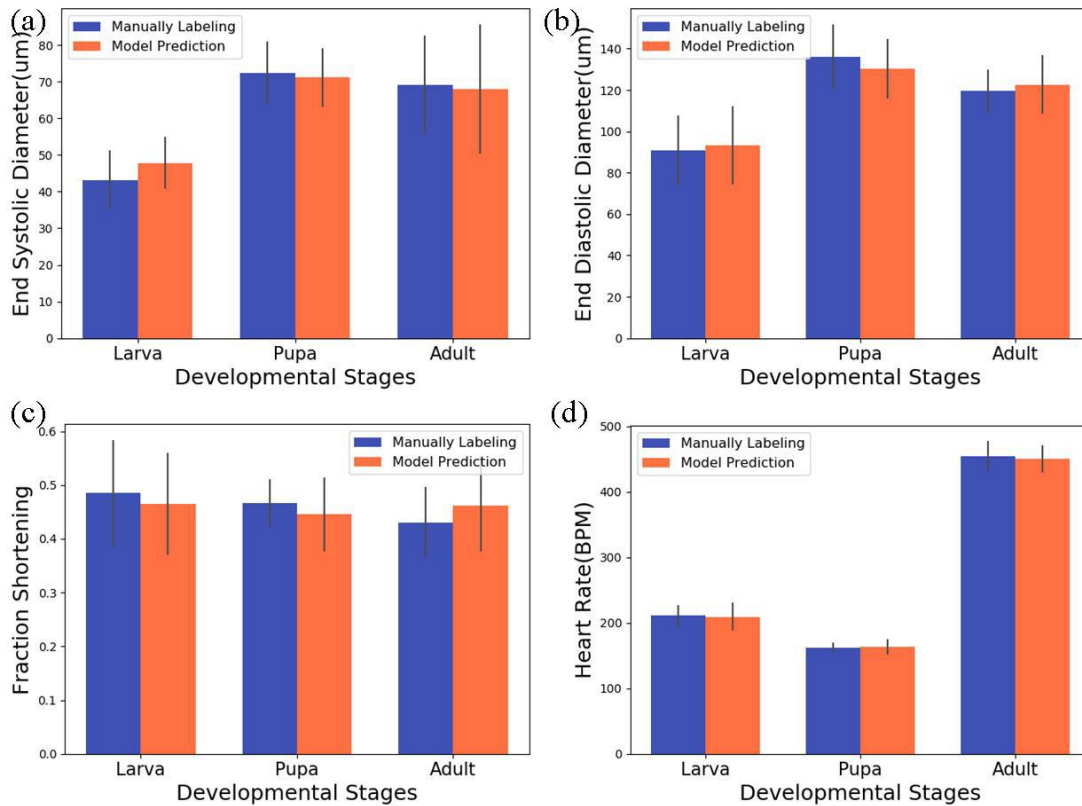 (a)
Manually Labeling
Model Prediction
End Systolic Diameter(um)
80
70
60
50
40
30
20
10
0
Larva
Pupa
Adult
Developmental Stages
(b)
Manually Labeling
Model Prediction
End Diastolic Diameter(um)
140
120
100
80
60
40
20
0
Larva
Pupa
Adult
Developmental Stages
(c)
Manually Labeling
Model Prediction
Fraction Shortening
0.6
0.5
0.4
0.3
0.2
0.1
0.0
Larva
Pupa
Adult
Developmental Stages
(d)
Manually Labeling
Model Prediction
Heart Rate(BPM)
500
400
300
200
100
0
Larva
Pupa
Adult
Developmental Stages